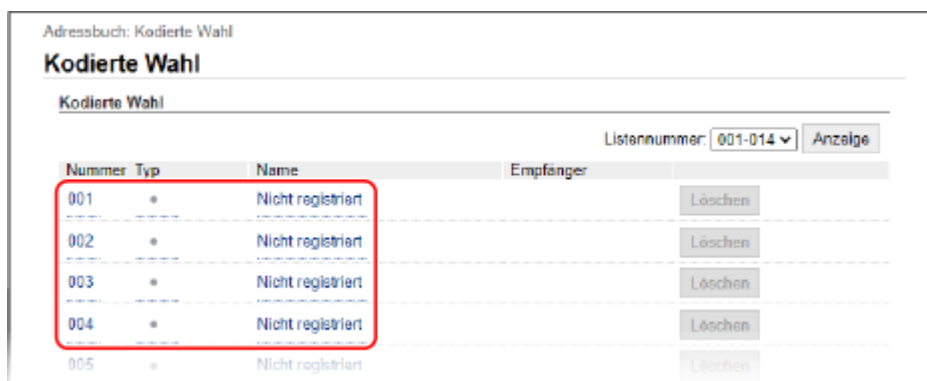 Adressbuch: Kodierte Wahl
Kodierte Wahl
Kodierte Wahl
Listennummer: 001-014 Anzeige
Nummer Typ Name Empfänger
001 Nicht registriert Löschen
002 Nicht registriert Löschen
003 Nicht registriert Löschen
004 Nicht registriert Löschen
005 Nicht registriert Löschen